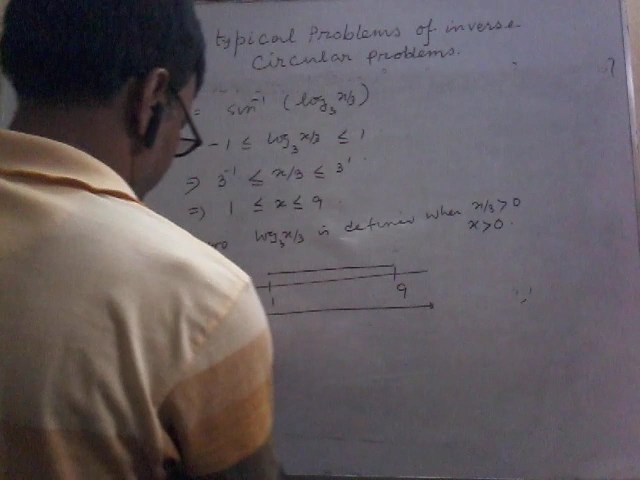 typical Problems of inverse
Circular problems.
= sin⁻¹ (log₃ x/3)
-1 ≤ log₃ x/3 ≤ 1
⇒ 3⁻¹ ≤ x/3 ≤ 3¹
⇒ 1 ≤ x ≤ 9
log₃ x/3 is defined when x/3 > 0
x > 0.
1 9